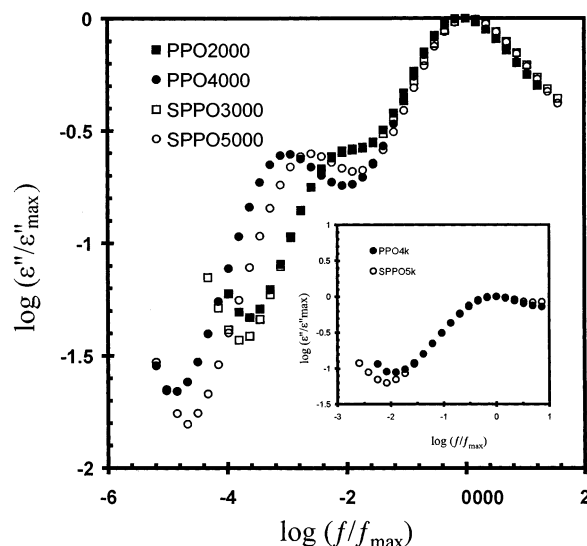 0
PPO2000
PPO4000
SPPO3000
SPPO5000
-0.5
log (ε"/ε"max)
-1
-1.5
-2
-6
-4
-2
0000
2
log (f/fmax)
1
PPO4k
SPPO5k
0.5
0
log (ε"/ε"max)
-0.5
-1
-1.5
-3
-2
-1
0
1
log (f/fmax)